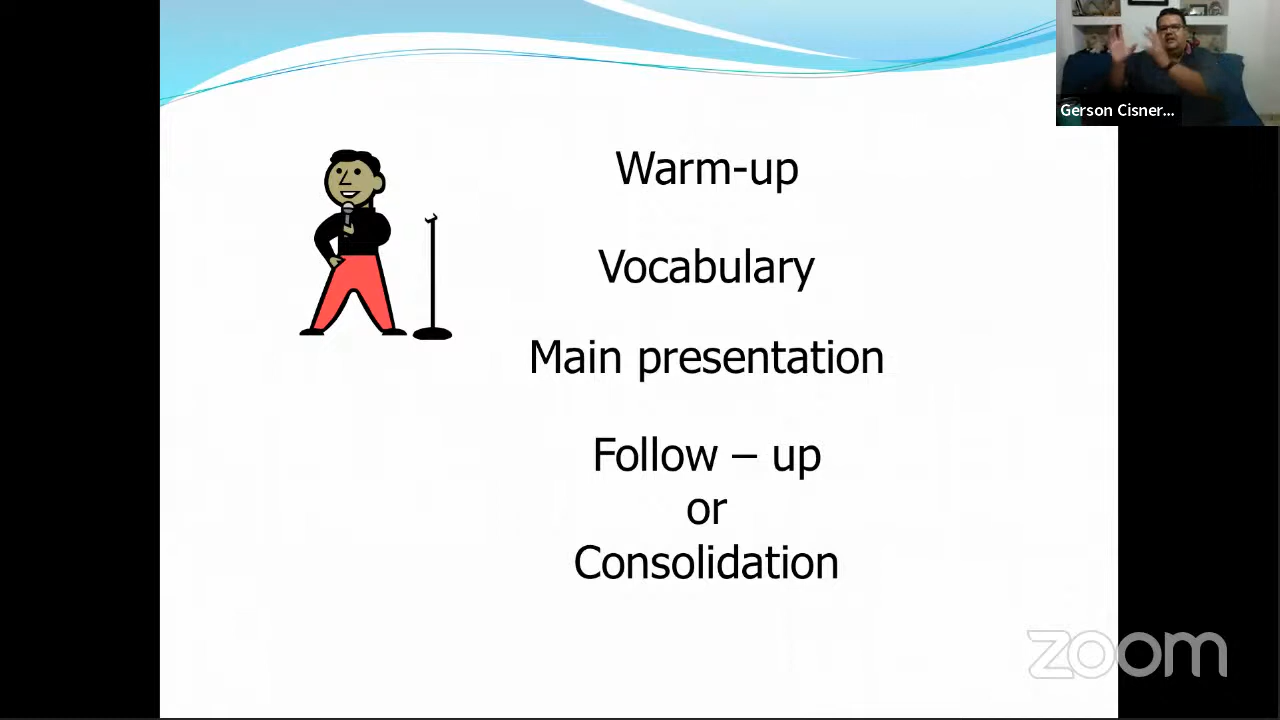 Gerson Cisner...
Warm-up
Vocabulary
Main presentation
Follow – up
or
Consolidation
zoom